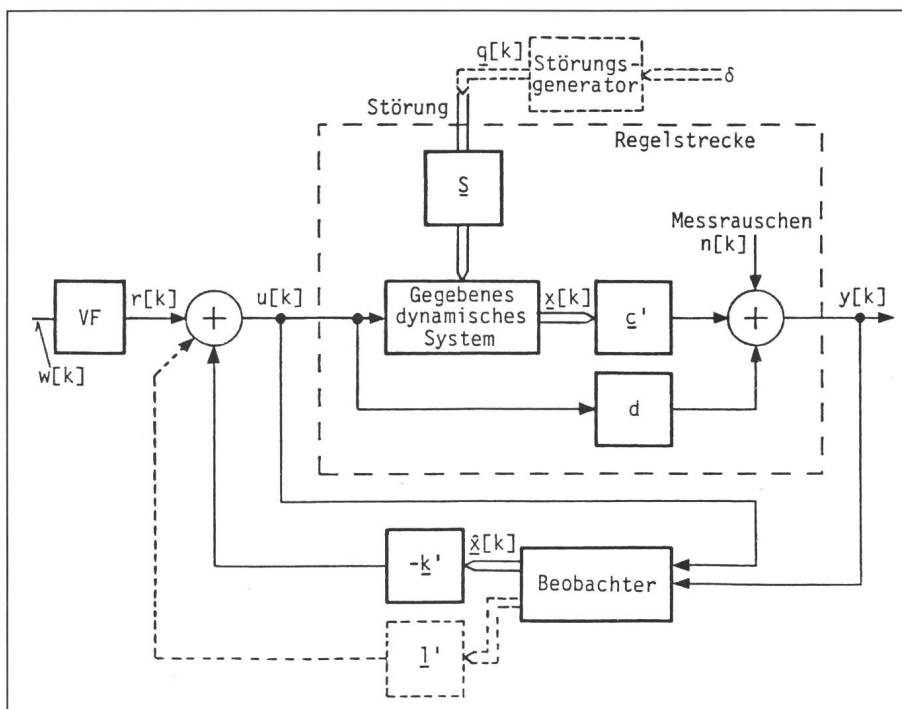 q[k]
Störungs-
generator
δ
Störung
Regelstrecke
S
Messrauschen
n[k]
w[k]
VF
r[k]
+
u[k]
Gegebenes
dynamisches
System
x[k]
c'
+
y[k]
d
-k'
x̂[k]
Beobachter
l'